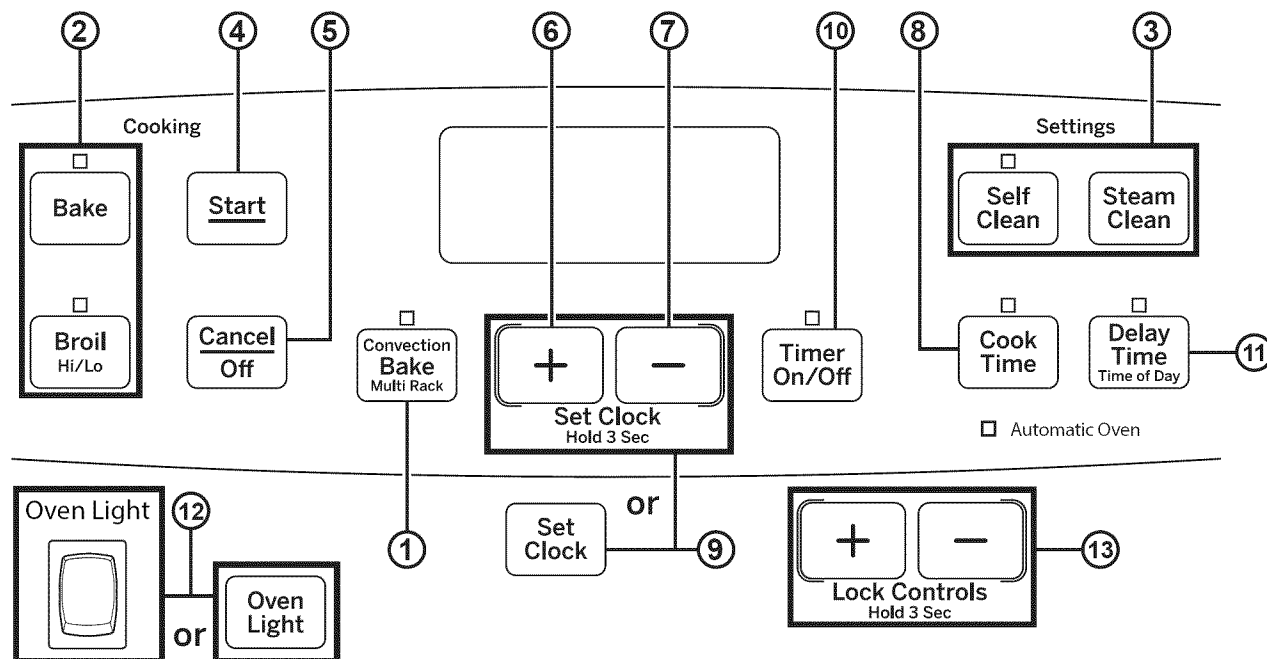 2
4
5
6
7
10
8
3
Cooking
Settings
Bake
Start
Self
Clean
Steam
Clean
Broil
Hi/Lo
Cancel
Off
Convection
Bake
Multi Rack
+
−
Set Clock
Hold 3 Sec
Timer
On/Off
Cook
Time
Delay
Time
Time of Day
11
Automatic Oven
Oven Light
12
or
Oven
Light
1
Set
Clock
or
9
+
−
Lock Controls
Hold 3 Sec
13